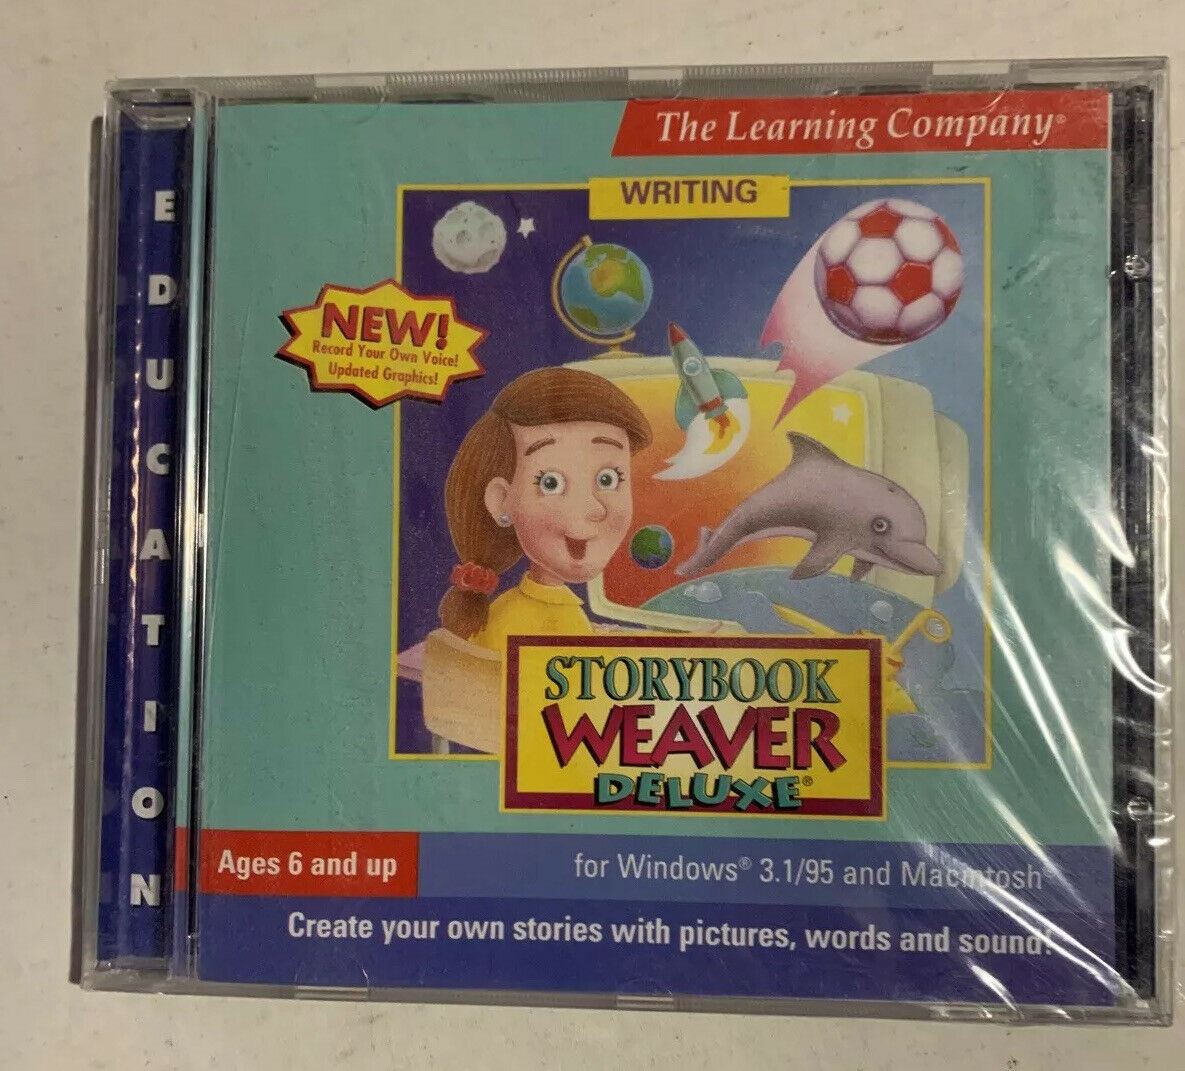 The Learning Company®
WRITING
NEW!
Record Your Own Voice!
Updated Graphics!
EDUCATION
STORYBOOK
WEAVER
DELUXE®
Ages 6 and up
for Windows® 3.1/95 and Macintosh®
Create your own stories with pictures, words and sound!